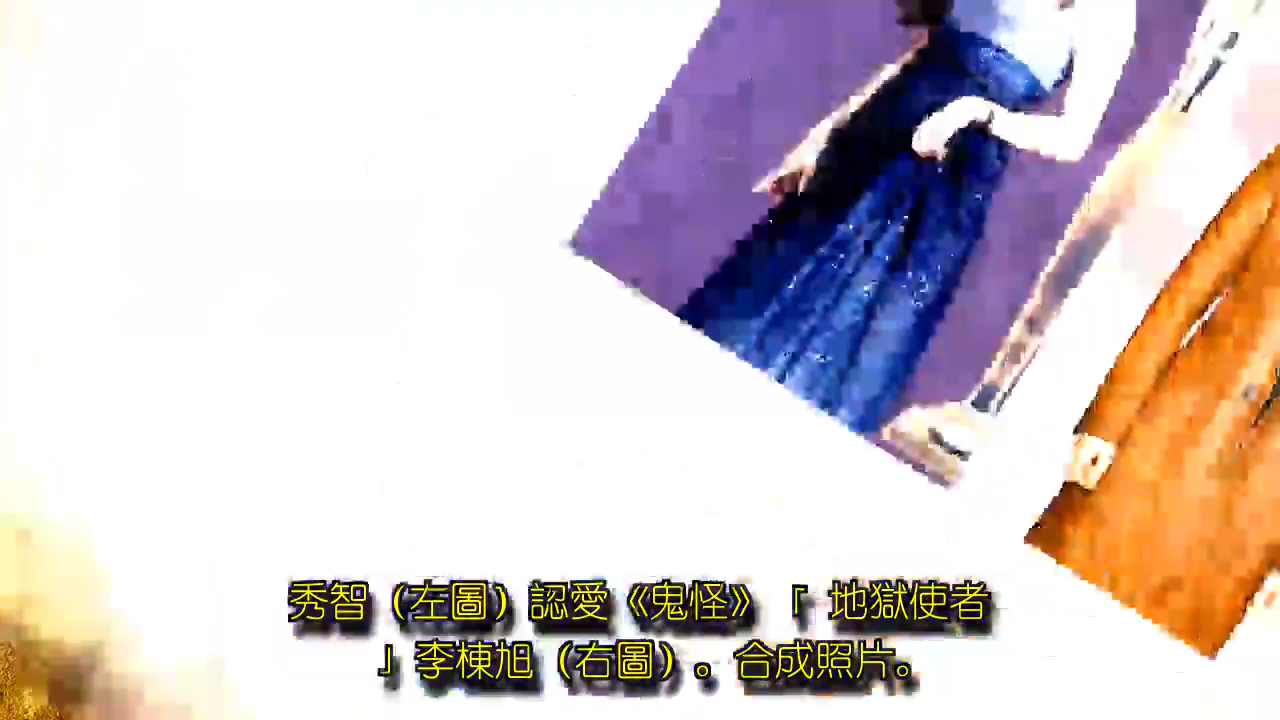 秀智（左圖）認愛《鬼怪》「 地獄使者
」李棟旭（右圖）。合成照片。